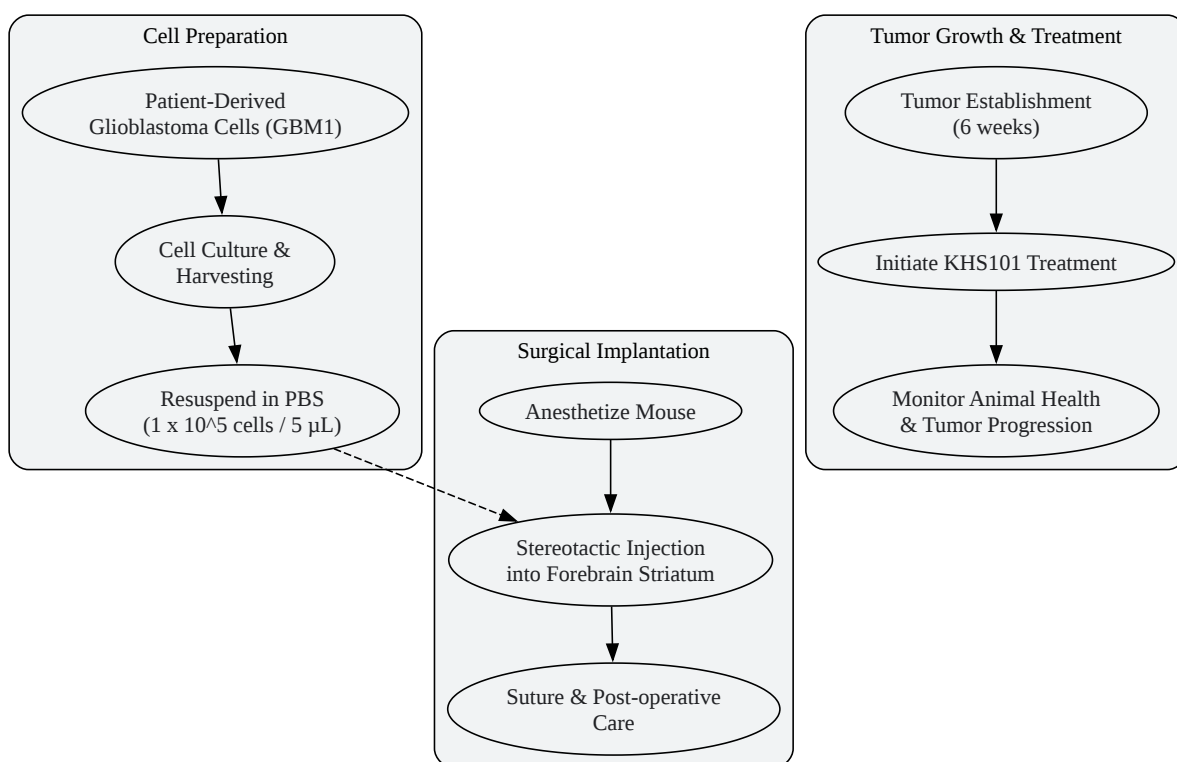 Cell Preparation
Patient-Derived
Glioblastoma Cells (GBM1)
Cell Culture &
Harvesting
Resuspend in PBS
(1 x 10^5 cells / 5 µL)
Surgical Implantation
Anesthetize Mouse
Stereotactic Injection
into Forebrain Striatum
Suture & Post-operative
Care
Tumor Growth & Treatment
Tumor Establishment
(6 weeks)
Initiate KHS101 Treatment
Monitor Animal Health
& Tumor Progression